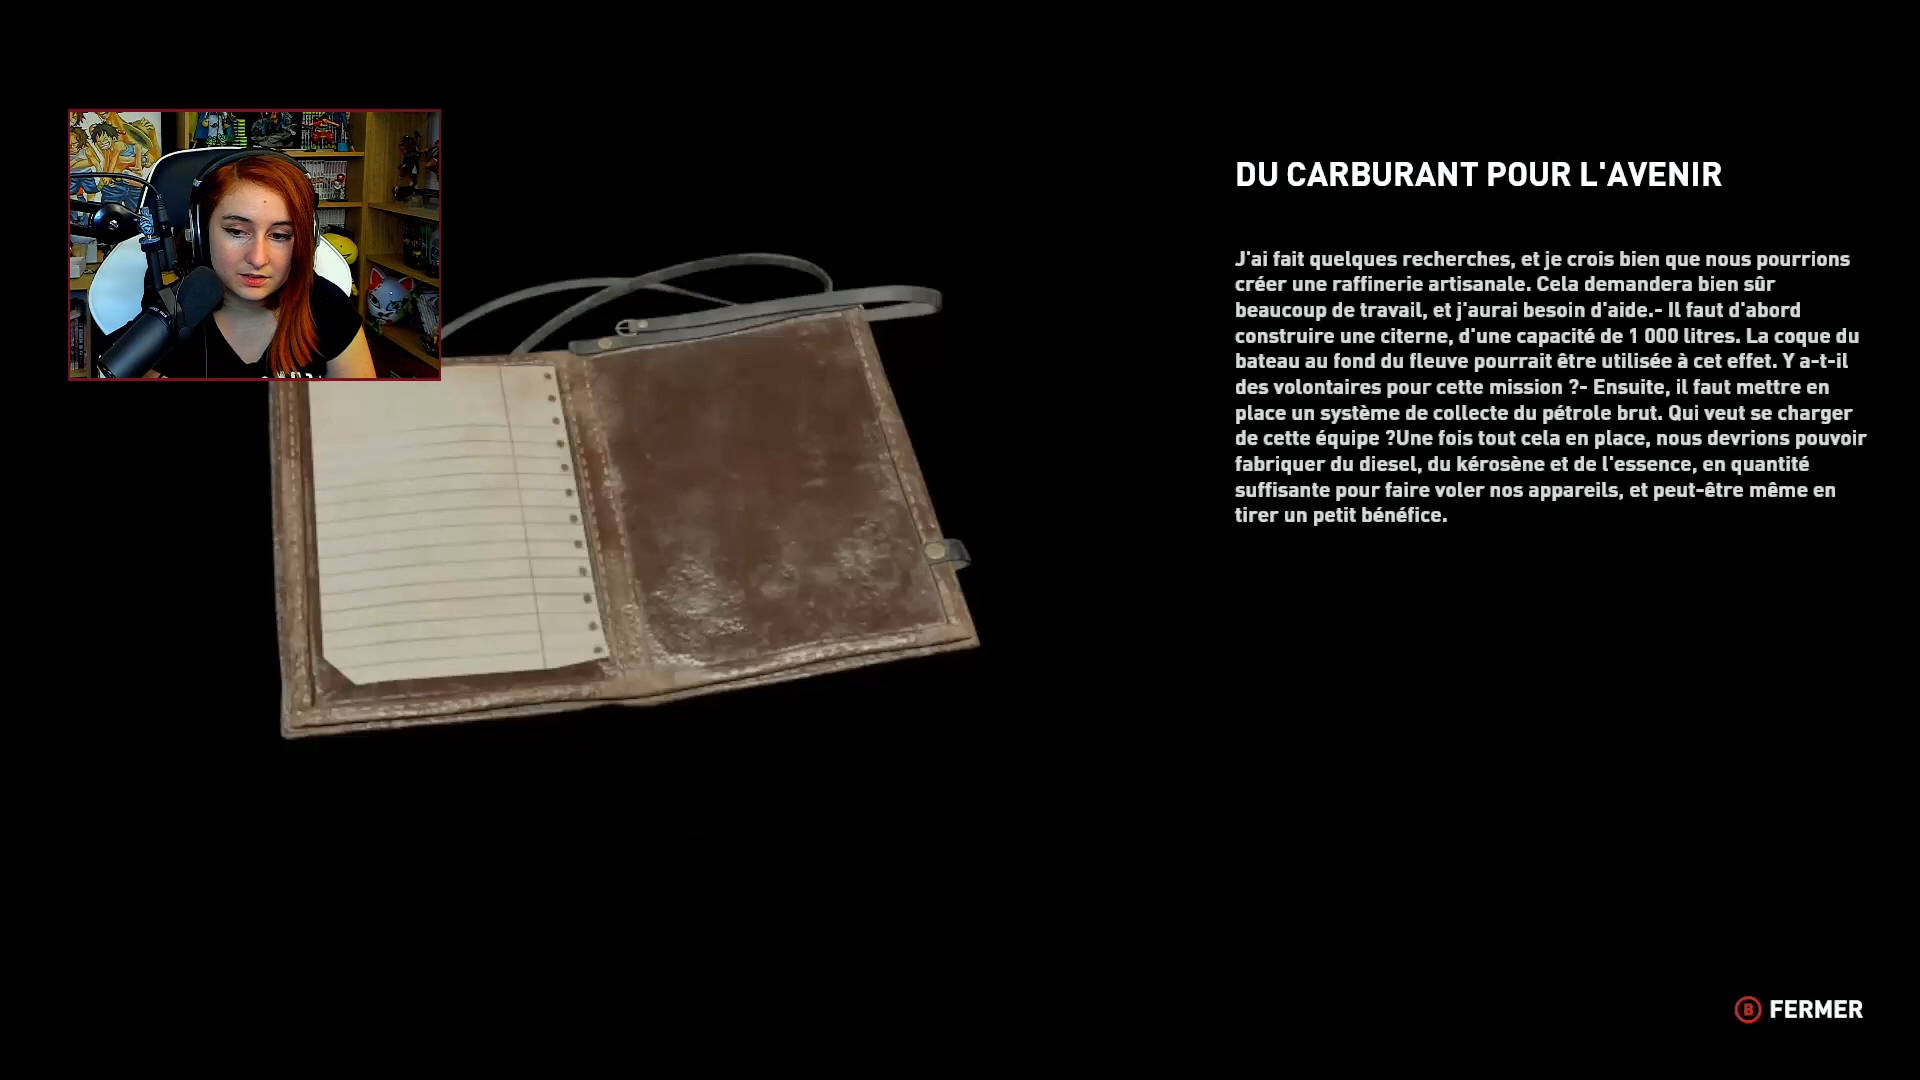 DU CARBURANT POUR L'AVENIR
J'ai fait quelques recherches, et je crois bien que nous pourrions
créer une raffinerie artisanale. Cela demandera bien sûr
beaucoup de travail, et j'aurai besoin d'aide.- Il faut d'abord
construire une citerne, d'une capacité de 1 000 litres. La coque du
bateau au fond du fleuve pourrait être utilisée à cet effet. Y a-t-il
des volontaires pour cette mission ?- Ensuite, il faut mettre en
place un système de collecte du pétrole brut. Qui veut se charger
de cette équipe ?Une fois tout cela en place, nous devrions pouvoir
fabriquer du diesel, du kérosène et de l'essence, en quantité
suffisante pour faire voler nos appareils, et peut-être même en
tirer un petit bénéfice.
B FERMER